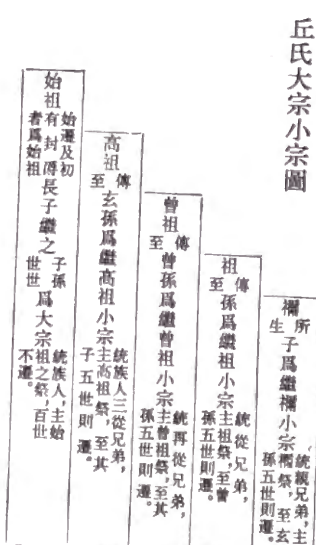 丘氏大宗小宗圖
禰所生子爲繼禰小宗統親兄弟,主禰祭,至玄孫五世則遷。
祖傳至孫爲繼祖小宗統從兄弟,主祖祭,至曾孫五世則遷。
曾祖傳至曾孫爲繼曾祖小宗統再從兄弟,主曾祖祭,至其孫五世則遷。
高祖傳至玄孫爲繼高祖小宗統族人三從兄弟,主高祖祭,至其子五世則遷。
始祖始遷及初有封爵者爲始祖長子繼之子孫世世爲大宗統族人主始祖之祭,百世不遷。